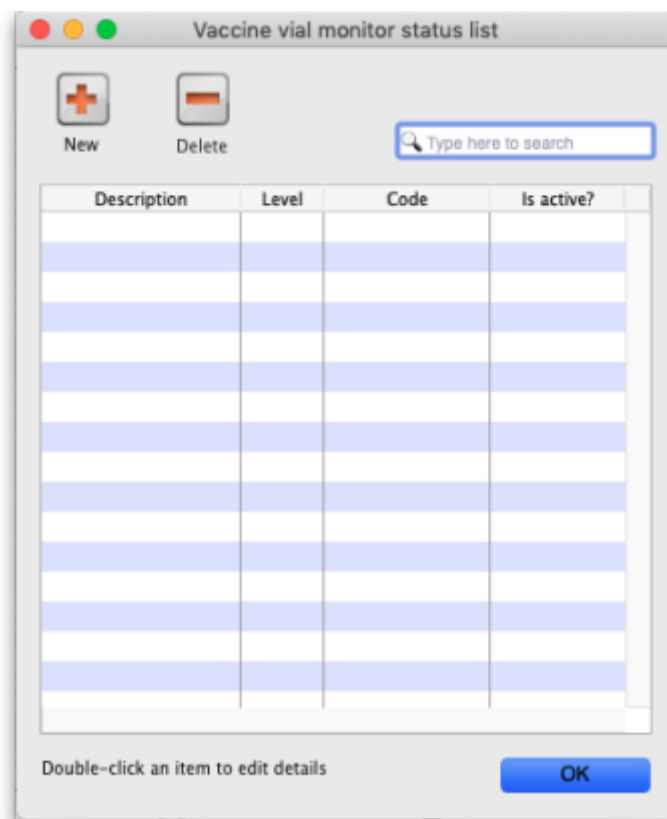 Vaccine vial monitor status list
New Delete
Type here to search
Description Level Code Is active?
Double-click an item to edit details
OK